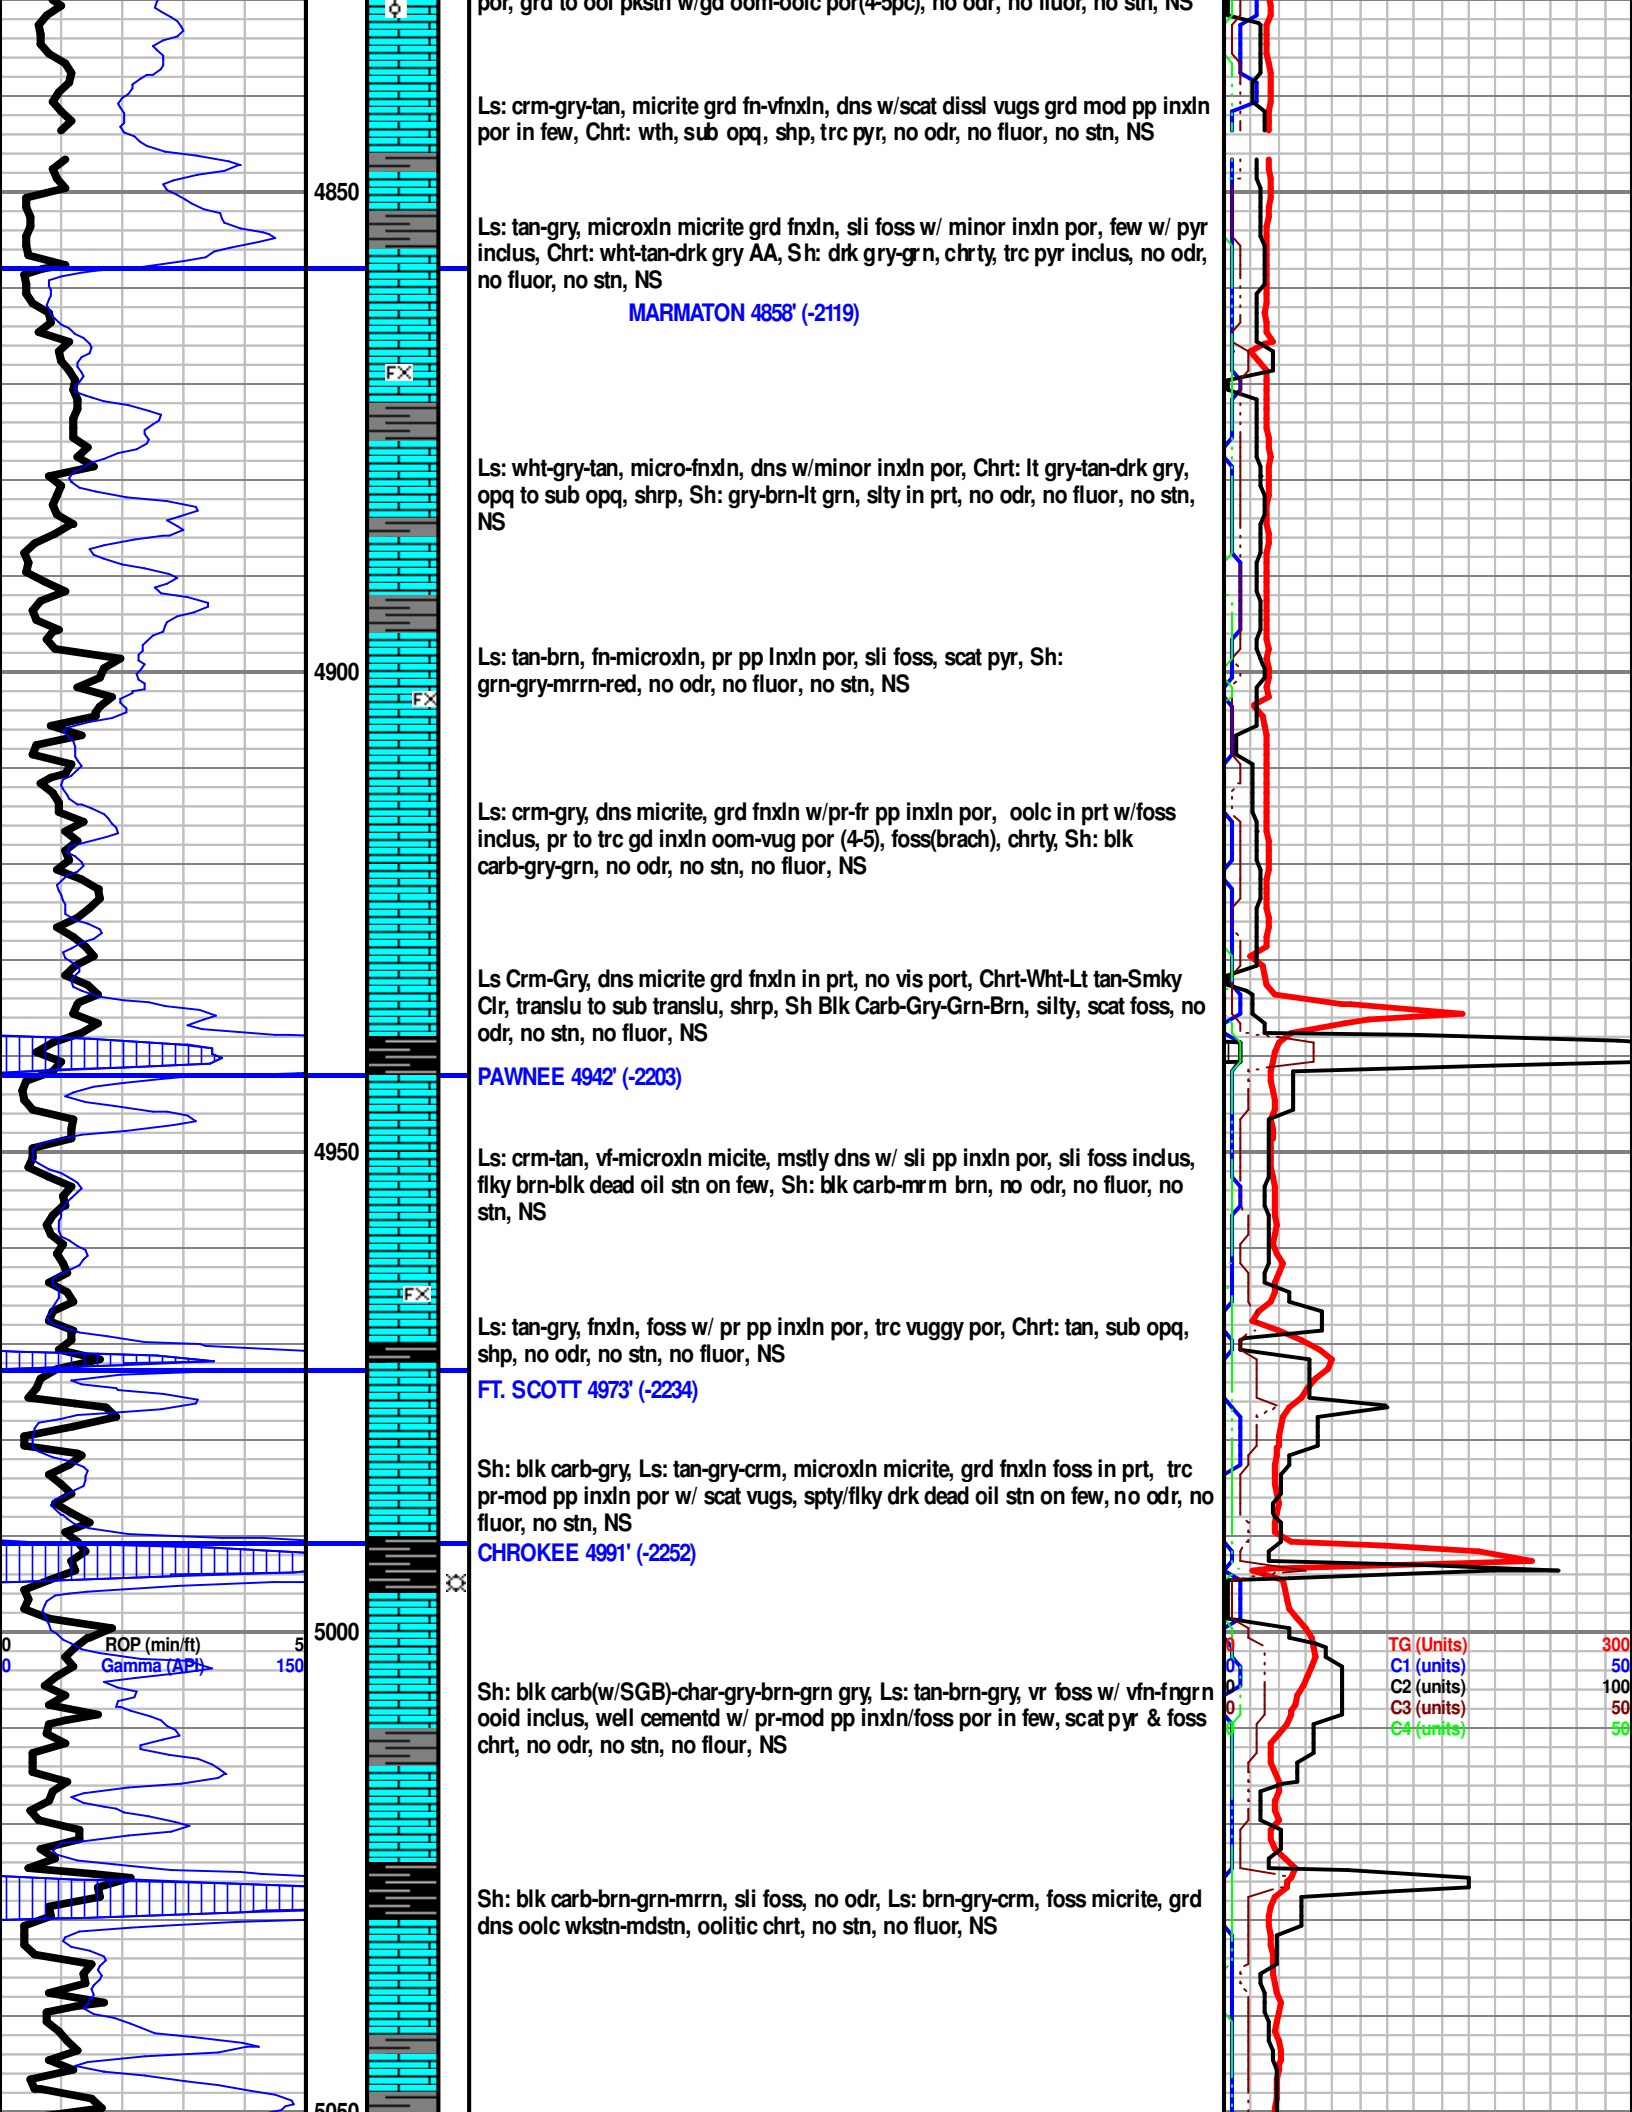 por, grd to ool pkstn w/gd oom-oolc por(4-5pc), no odr, no fluor, no stn, NS
Ls: crm-gry-tan, micrite grd fn-vfnxln, dns w/scat dissl vugs grd mod pp inxln
por in few, Chrt: wth, sub opq, shp, trc pyr, no odr, no fluor, no stn, NS
4850
Ls: tan-gry, microxln micrite grd fnxln, sli foss w/ minor inxln por, few w/ pyr
inclus, Chrt: wht-tan-drk gry AA, Sh: drk gry-grn, chrty, trc pyr inclus, no odr,
no fluor, no stn, NS
MARMATON 4858' (-2119)
FX
Ls: wht-gry-tan, micro-fnxln, dns w/minor inxln por, Chrt: lt gry-tan-drk gry,
opq to sub opq, shrp, Sh: gry-brn-lt grn, slty in prt, no odr, no fluor, no stn,
NS
Ls: tan-brn, fn-microxln, pr pp Inxln por, sli foss, scat pyr, Sh:
4900
grn-gry-mrrn-red, no odr, no fluor, no stn, NS
FX
Ls: crm-gry, dns micrite, grd fnxln w/pr-fr pp inxln por, oolc in prt w/foss
inclus, pr to trc gd inxln oom-vug por (4-5), foss(brach), chrty, Sh: blk
carb-gry-grn, no odr, no stn, no fluor, NS
Ls Crm-Gry, dns micrite grd fnxln in prt, no vis port, Chrt-Wht-Lt tan-Smky
Clr, translu to sub translu, shrp, Sh Blk Carb-Gry-Grn-Brn, silty, scat foss, no
odr, no stn, no fluor, NS
PAWNEE 4942' (-2203)
4950
Ls: crm-tan, vf-microxln micite, mstly dns w/ sli pp inxln por, sli foss inclus,
flky brn-blk dead oil stn on few, Sh: blk carb-mrrn brn, no odr, no fluor, no
stn, NS
FX
Ls: tan-gry, fnxln, foss w/ pr pp inxln por, trc vuggy por, Chrt: tan, sub opq,
shp, no odr, no stn, no fluor, NS
FT. SCOTT 4973' (-2234)
Sh: blk carb-gry, Ls: tan-gry-crm, microxln micrite, grd fnxln foss in prt, trc
pr-mod pp inxln por w/ scat vugs, spty/flky drk dead oil stn on few, no odr, no
fluor, no stn, NS
CHROKEE 4991' (-2252)
5000
0 ROP (min/ft) 5
0 Gamma (API) 150
0 TG (Units) 300
0 C1 (units) 50
0 C2 (units) 100
0 C3 (units) 50
C4 (units) 50
Sh: blk carb(w/SGB)-char-gry-brn-grn gry, Ls: tan-brn-gry, vr foss w/ vfn-fngrn
ooid inclus, well cementd w/ pr-mod pp inxln/foss por in few, scat pyr & foss
chrt, no odr, no stn, no flour, NS
Sh: blk carb-brn-grn-mrrn, sli foss, no odr, Ls: brn-gry-crm, foss micrite, grd
dns oolc wkstn-mdstn, oolitic chrt, no stn, no fluor, NS
5050